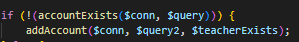 if (!(accountExists($conn, $query))) {
    addAccount($conn, $query2, $teacherExists);